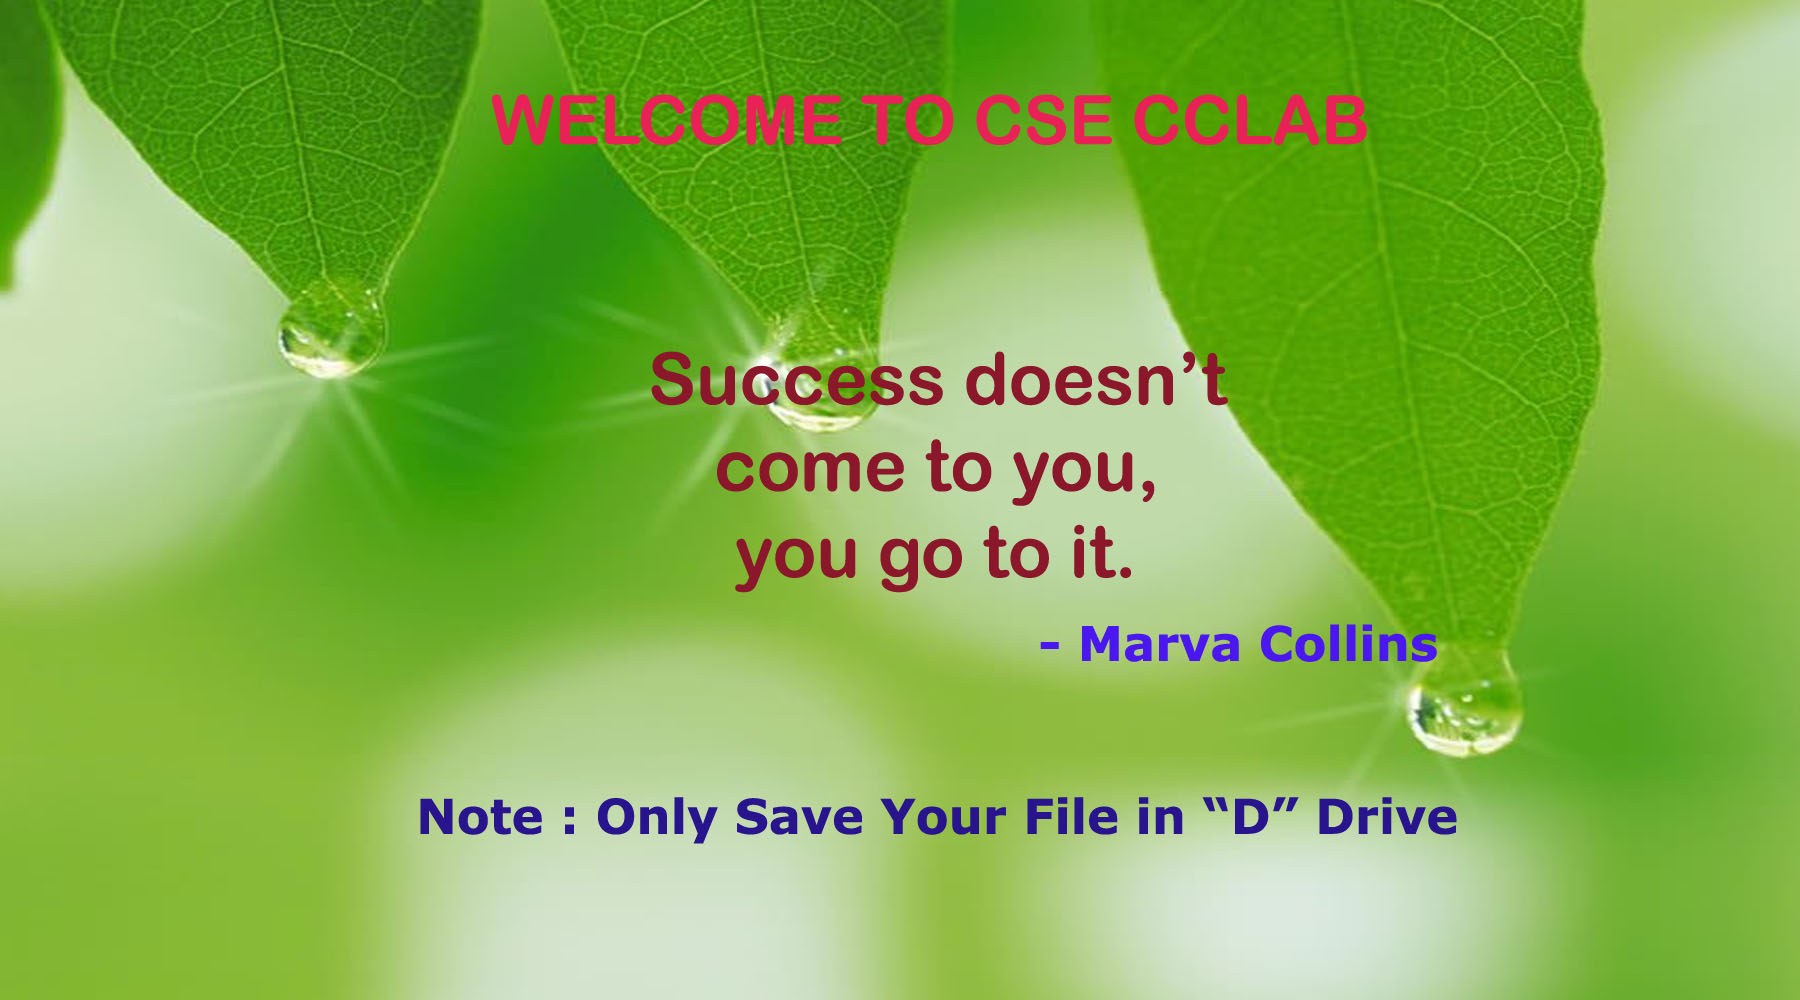 WELCOME TO CSE CCLAB
Success doesn’t
come to you,
you go to it.
- Marva Collins
Note : Only Save Your File in “D” Drive